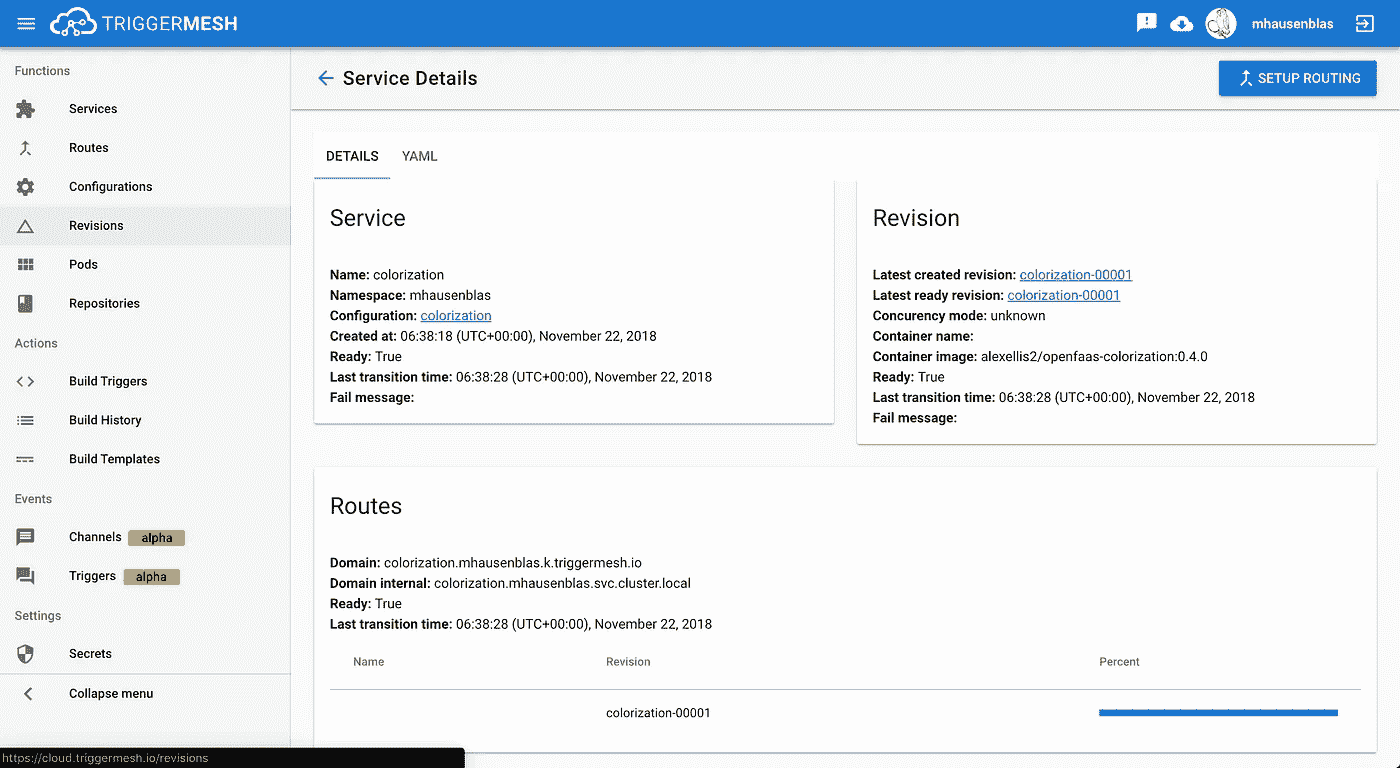 TRIGGERMESH
mhausenblas
Functions
Services
Routes
Configurations
Revisions
Pods
Repositories
Actions
Build Triggers
Build History
Build Templates
Events
Channels alpha
Triggers alpha
Settings
Secrets
Collapse menu
https://cloud.triggermesh.io/revisions
Service Details
SETUP ROUTING
DETAILS YAML
Service
Name: colorization
Namespace: mhausenblas
Configuration: colorization
Created at: 06:38:18 (UTC+00:00), November 22, 2018
Ready: True
Last transition time: 06:38:28 (UTC+00:00), November 22, 2018
Fail message:
Revision
Latest created revision: colorization-00001
Latest ready revision: colorization-00001
Concurency mode: unknown
Container name:
Container image: alexellis2/openfaas-colorization:0.4.0
Ready: True
Last transition time: 06:38:28 (UTC+00:00), November 22, 2018
Fail message:
Routes
Domain: colorization.mhausenblas.k.triggermesh.io
Domain internal: colorization.mhausenblas.svc.cluster.local
Ready: True
Last transition time: 06:38:28 (UTC+00:00), November 22, 2018
Name Revision Percent
colorization-00001